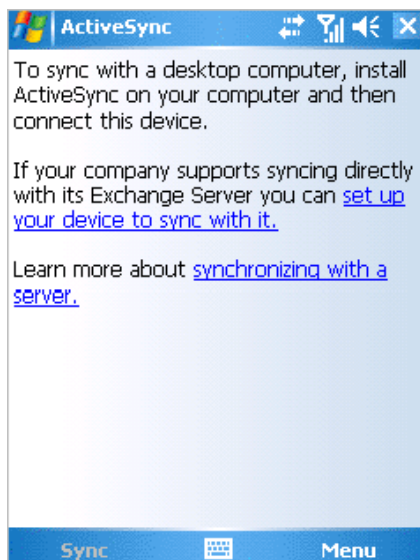 ActiveSync
To sync with a desktop computer, install
ActiveSync on your computer and then
connect this device.
If your company supports syncing directly
with its Exchange Server you can set up
your device to sync with it.
Learn more about synchronizing with a
server.
Sync
Menu